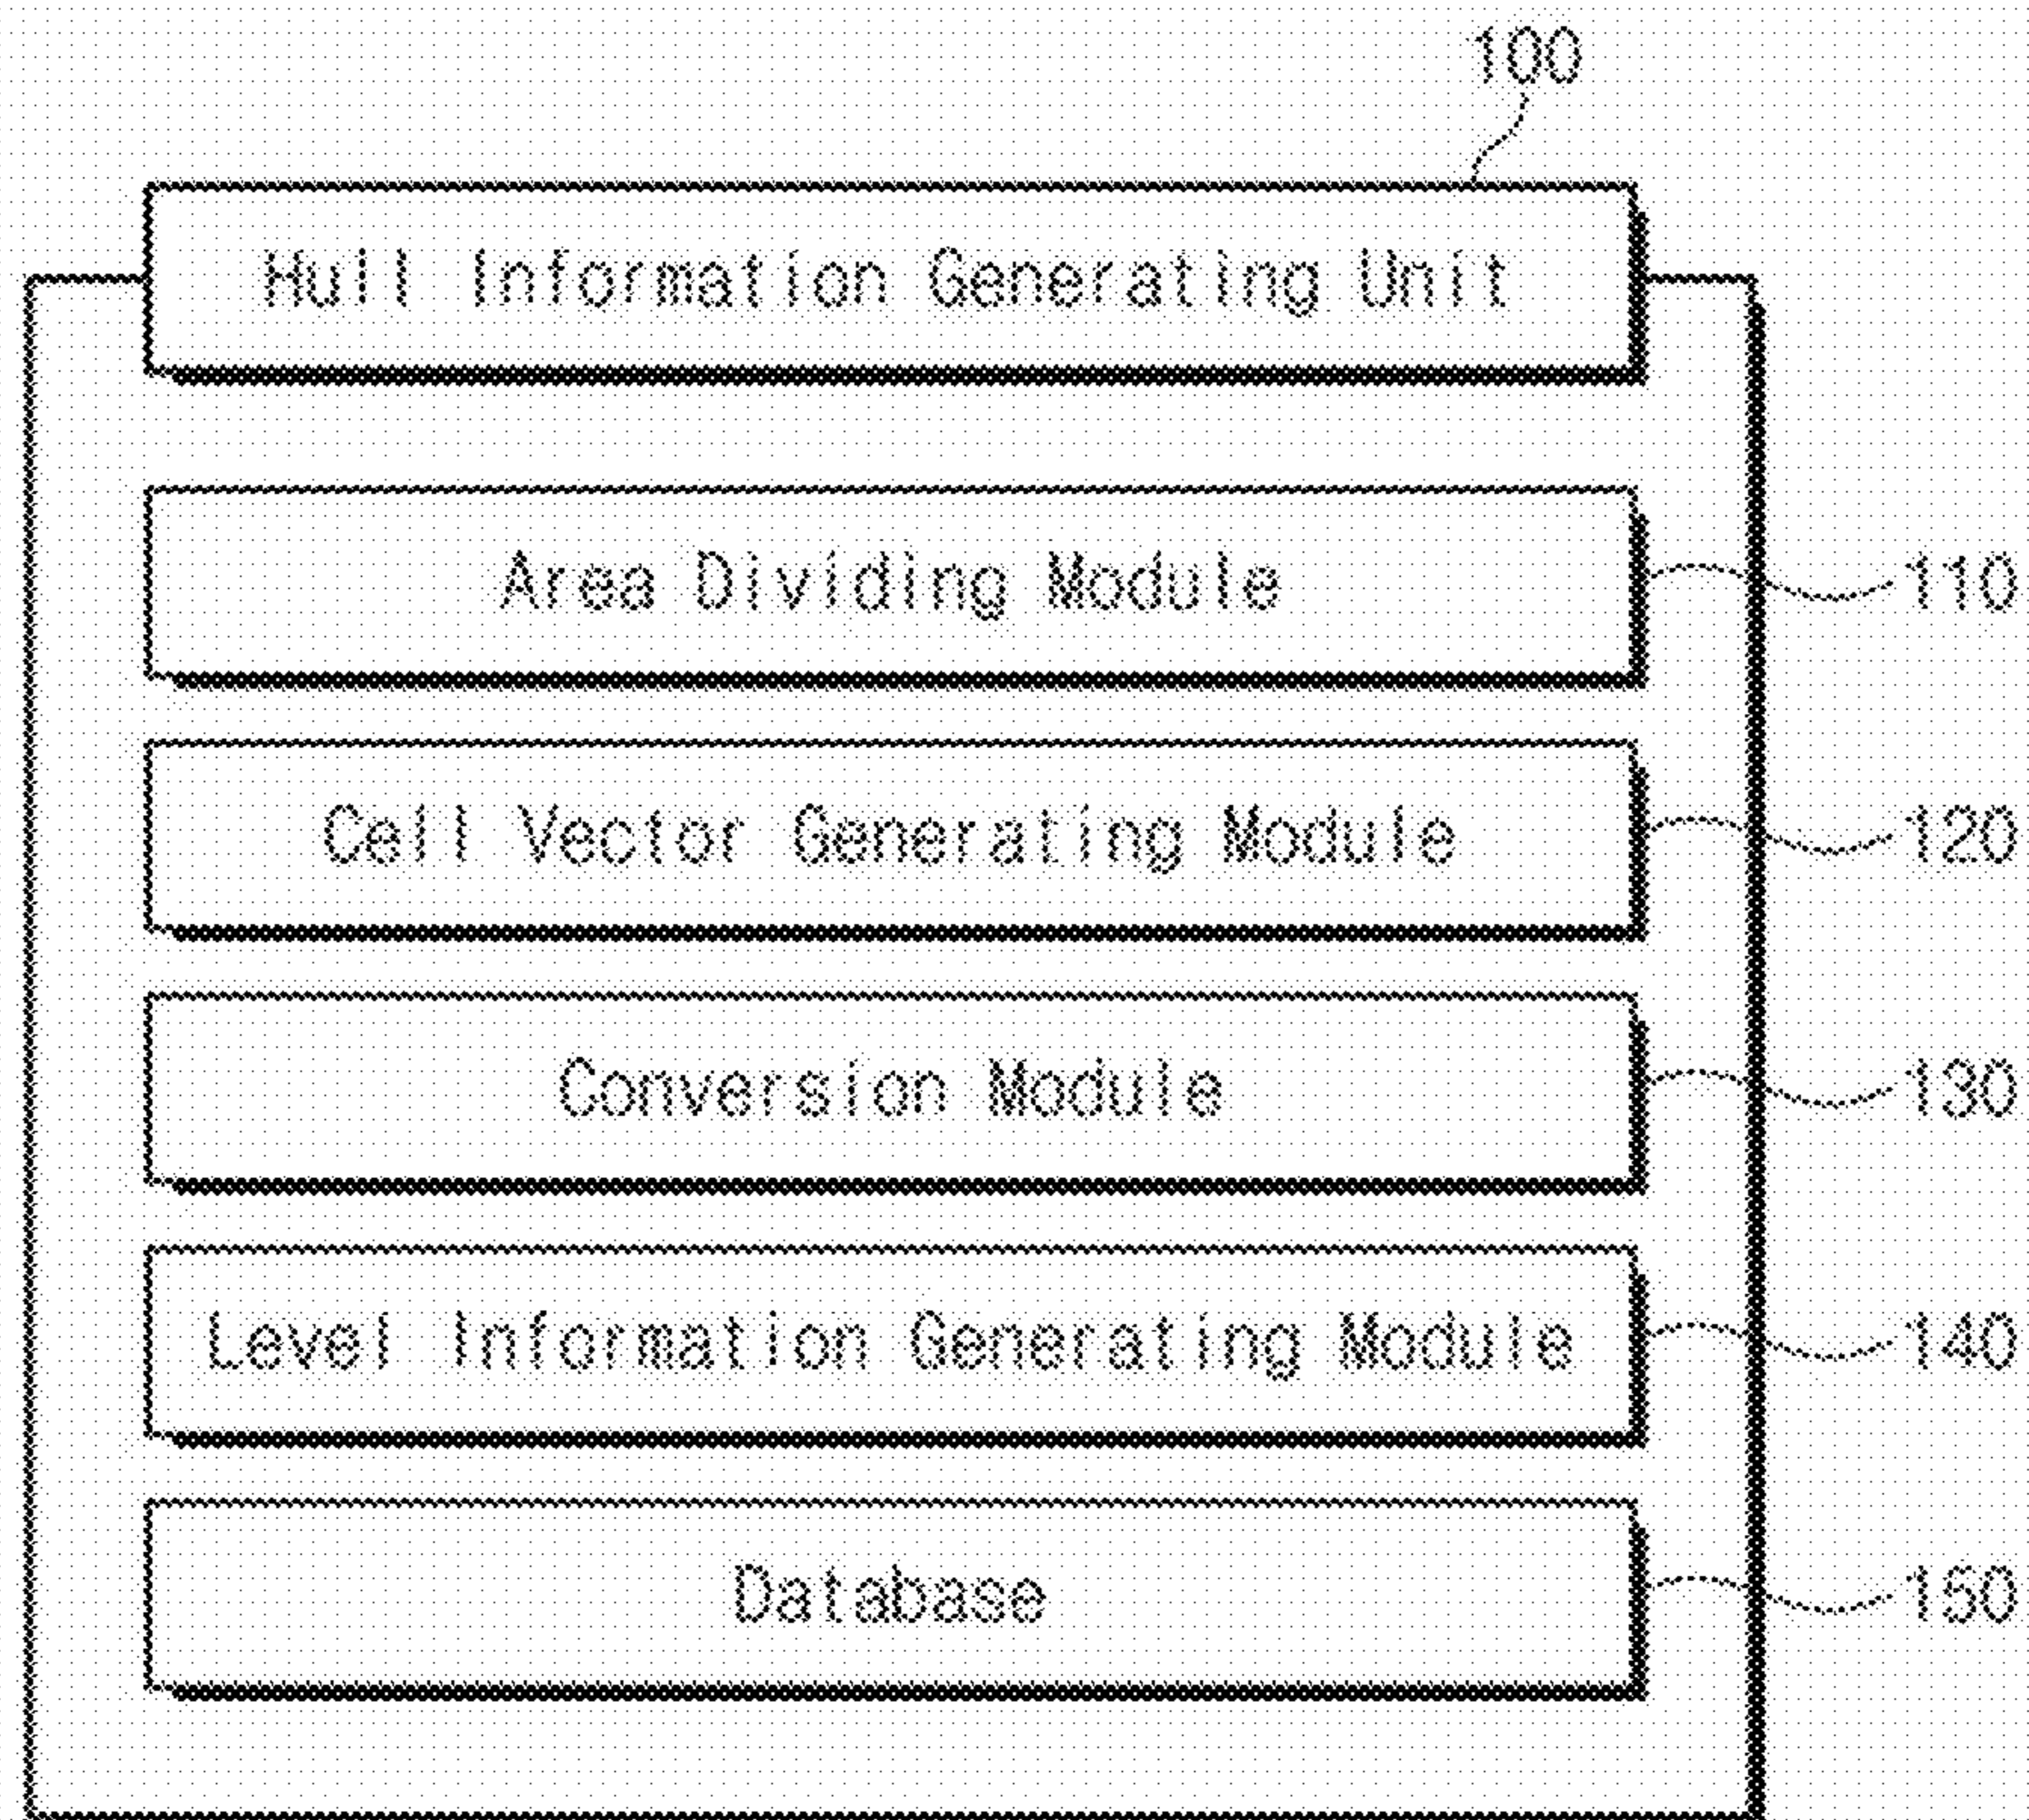 100
Hull Information Generating Unit
Area Dividing Module 110
Cell Vector Generating Module 120
Conversion Module 130
Level Information Generating Module 140
Database 150